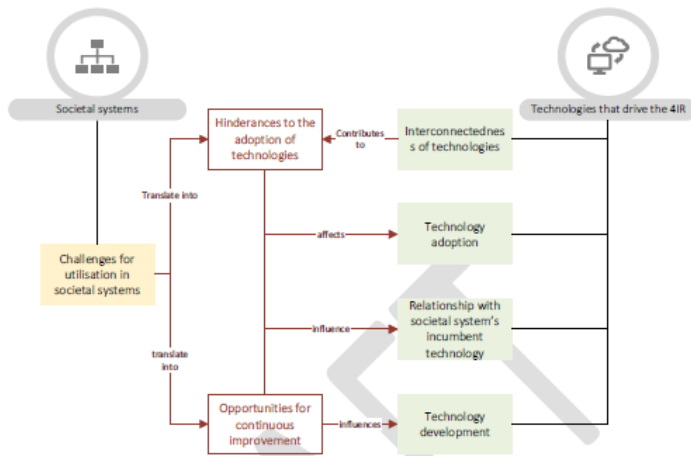 Societal systems
Technologies that drive the 4IR
Hinderances to the
adoption of
technologies
Contributes
to
Interconnectednes
s of technologies
Translate into
affects
Technology
adoption
Challenges for
utilisation in
societal systems
influence
Relationship with
societal system's
incumbent
technology
translate
into
Opportunities for
continuous
improvement
influences
Technology
development